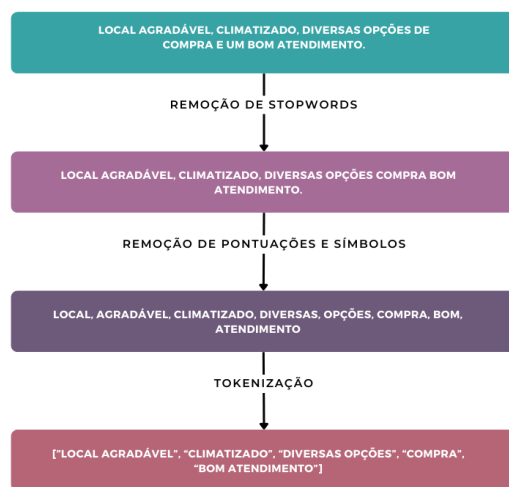 LOCAL AGRADÁVEL, CLIMATIZADO, DIVERSAS OPÇÕES DE
COMPRA E UM BOM ATENDIMENTO.
REMOÇÃO DE STOPWORDS
LOCAL AGRADÁVEL, CLIMATIZADO, DIVERSAS OPÇÕES COMPRA BOM
ATENDIMENTO.
REMOÇÃO DE PONTUAÇÕES E SÍMBOLOS
LOCAL, AGRADÁVEL, CLIMATIZADO, DIVERSAS, OPÇÕES, COMPRA, BOM,
ATENDIMENTO
TOKENIZAÇÃO
["LOCAL AGRADÁVEL", “CLIMATIZADO”, “DIVERSAS OPÇÕES”, “COMPRA”,
“BOM ATENDIMENTO”]